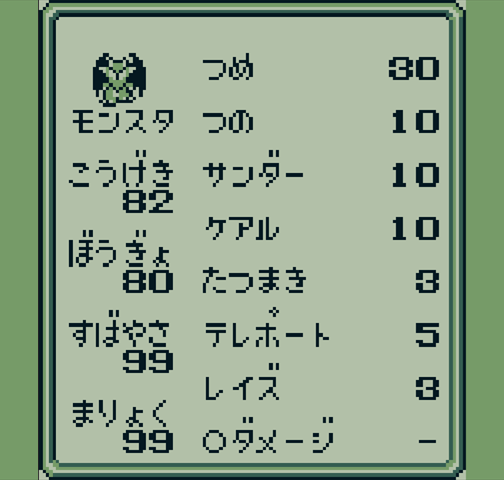 モンスタ
こうげき
82
ぼうぎょ
80
すばやさ
99
まりょく
99
つめ 30
つの 10
サンダー 10
ケアル 10
たつまき 3
テレポート 5
レイズ 3
○ダメージ -